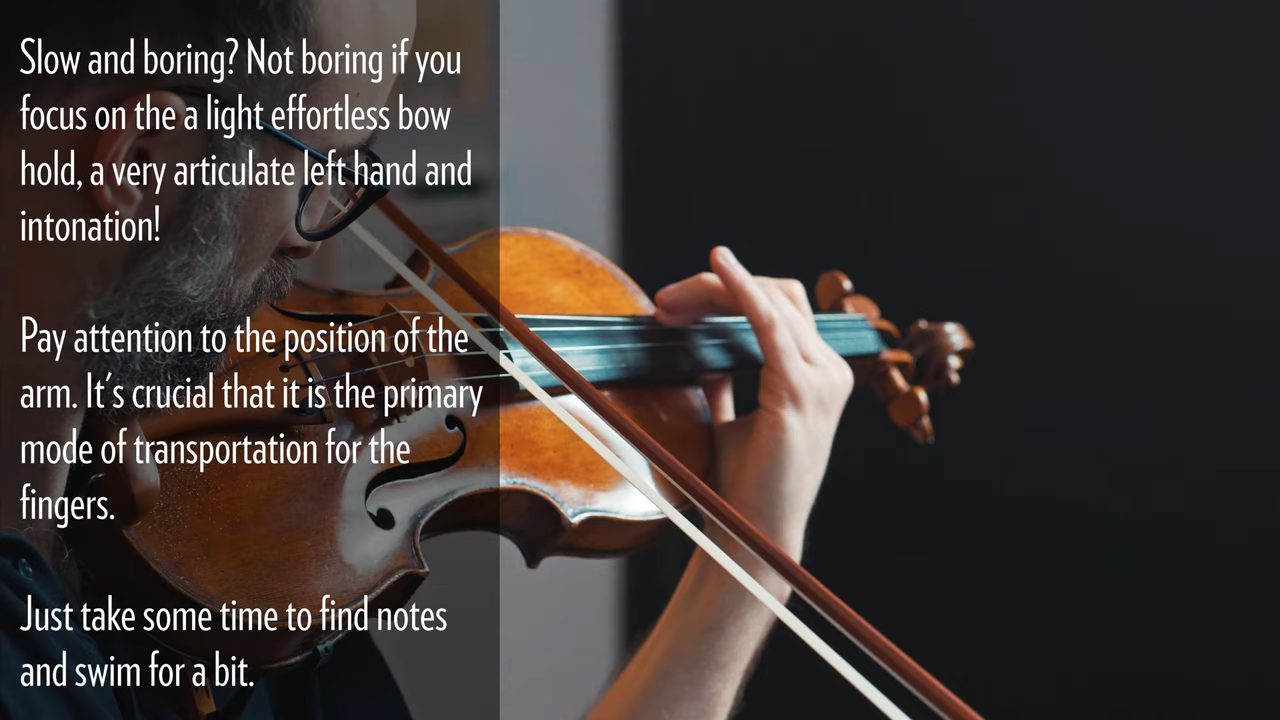 Slow and boring? Not boring if you
focus on the a light effortless bow
hold, a very articulate left hand and
intonation!
Pay attention to the position of the
arm. It's crucial that it is the primary
mode of transportation for the
fingers.
Just take some time to find notes
and swim for a bit.